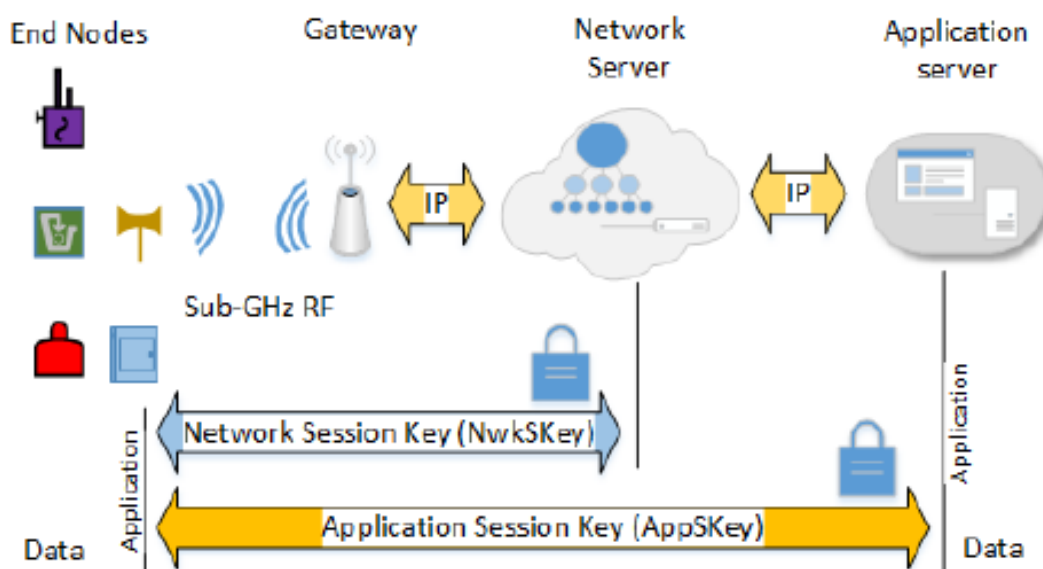 End Nodes
Gateway
Network
Server
Application
server
IP
IP
Sub-GHz RF
Network Session Key (NwkSKey)
Application
Application
Application Session Key (AppSKey)
Data
Data